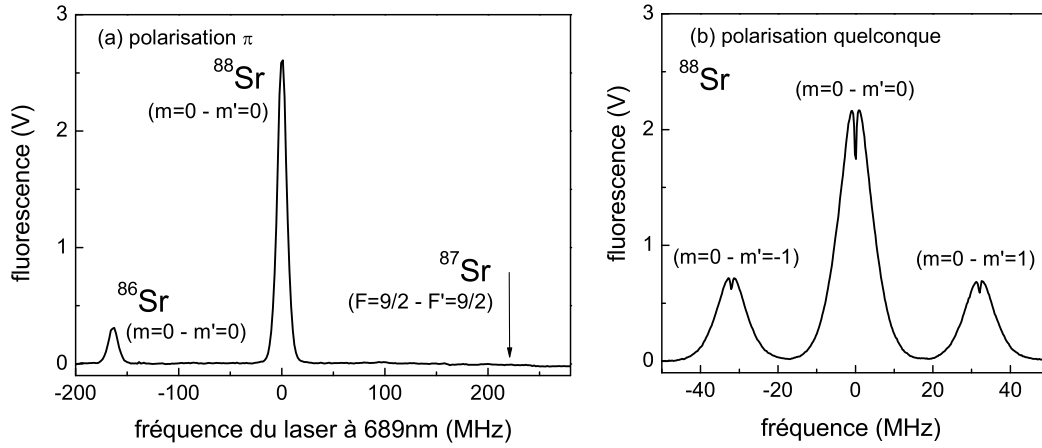 (a) polarisation π
⁸⁸Sr
(m=0 - m'=0)
⁸⁶Sr
(m=0 - m'=0)
⁸⁷Sr
(F=9/2 - F'=9/2)
fluorescence (V)
3
2
1
0
-200
-100
0
100
200
fréquence du laser à 689nm (MHz)
(b) polarisation quelconque
⁸⁸Sr
(m=0 - m'=0)
(m=0 - m'=-1)
(m=0 - m'=1)
fluorescence (V)
3
2
1
0
-40
-20
0
20
40
fréquence (MHz)